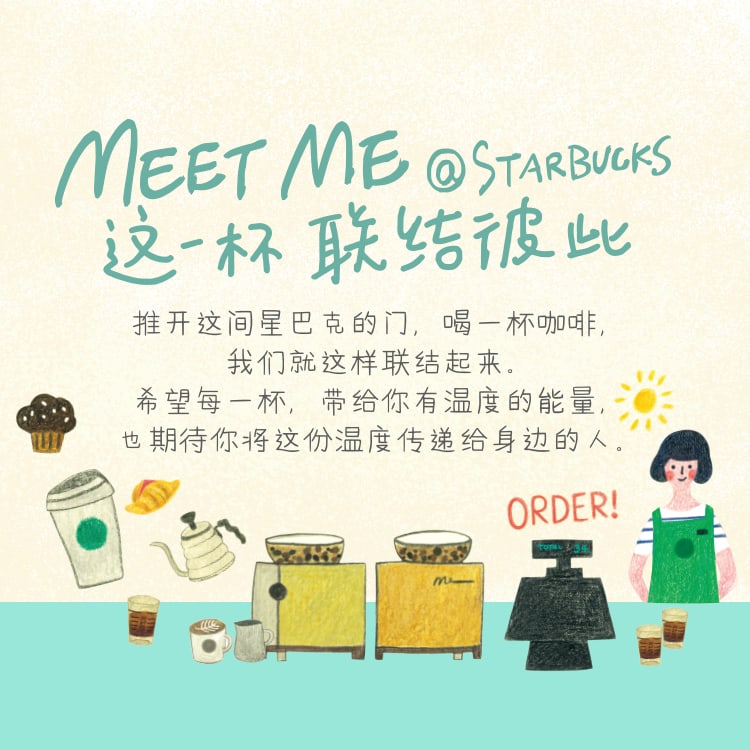 MEET ME @STARBUCKS
这一杯 联结彼此
推开这间星巴克的门，喝一杯咖啡，
我们就这样联结起来。
希望每一杯，带给你有温度的能量，
也期待你将这份温度传递给身边的人。
ORDER!
TOTAL